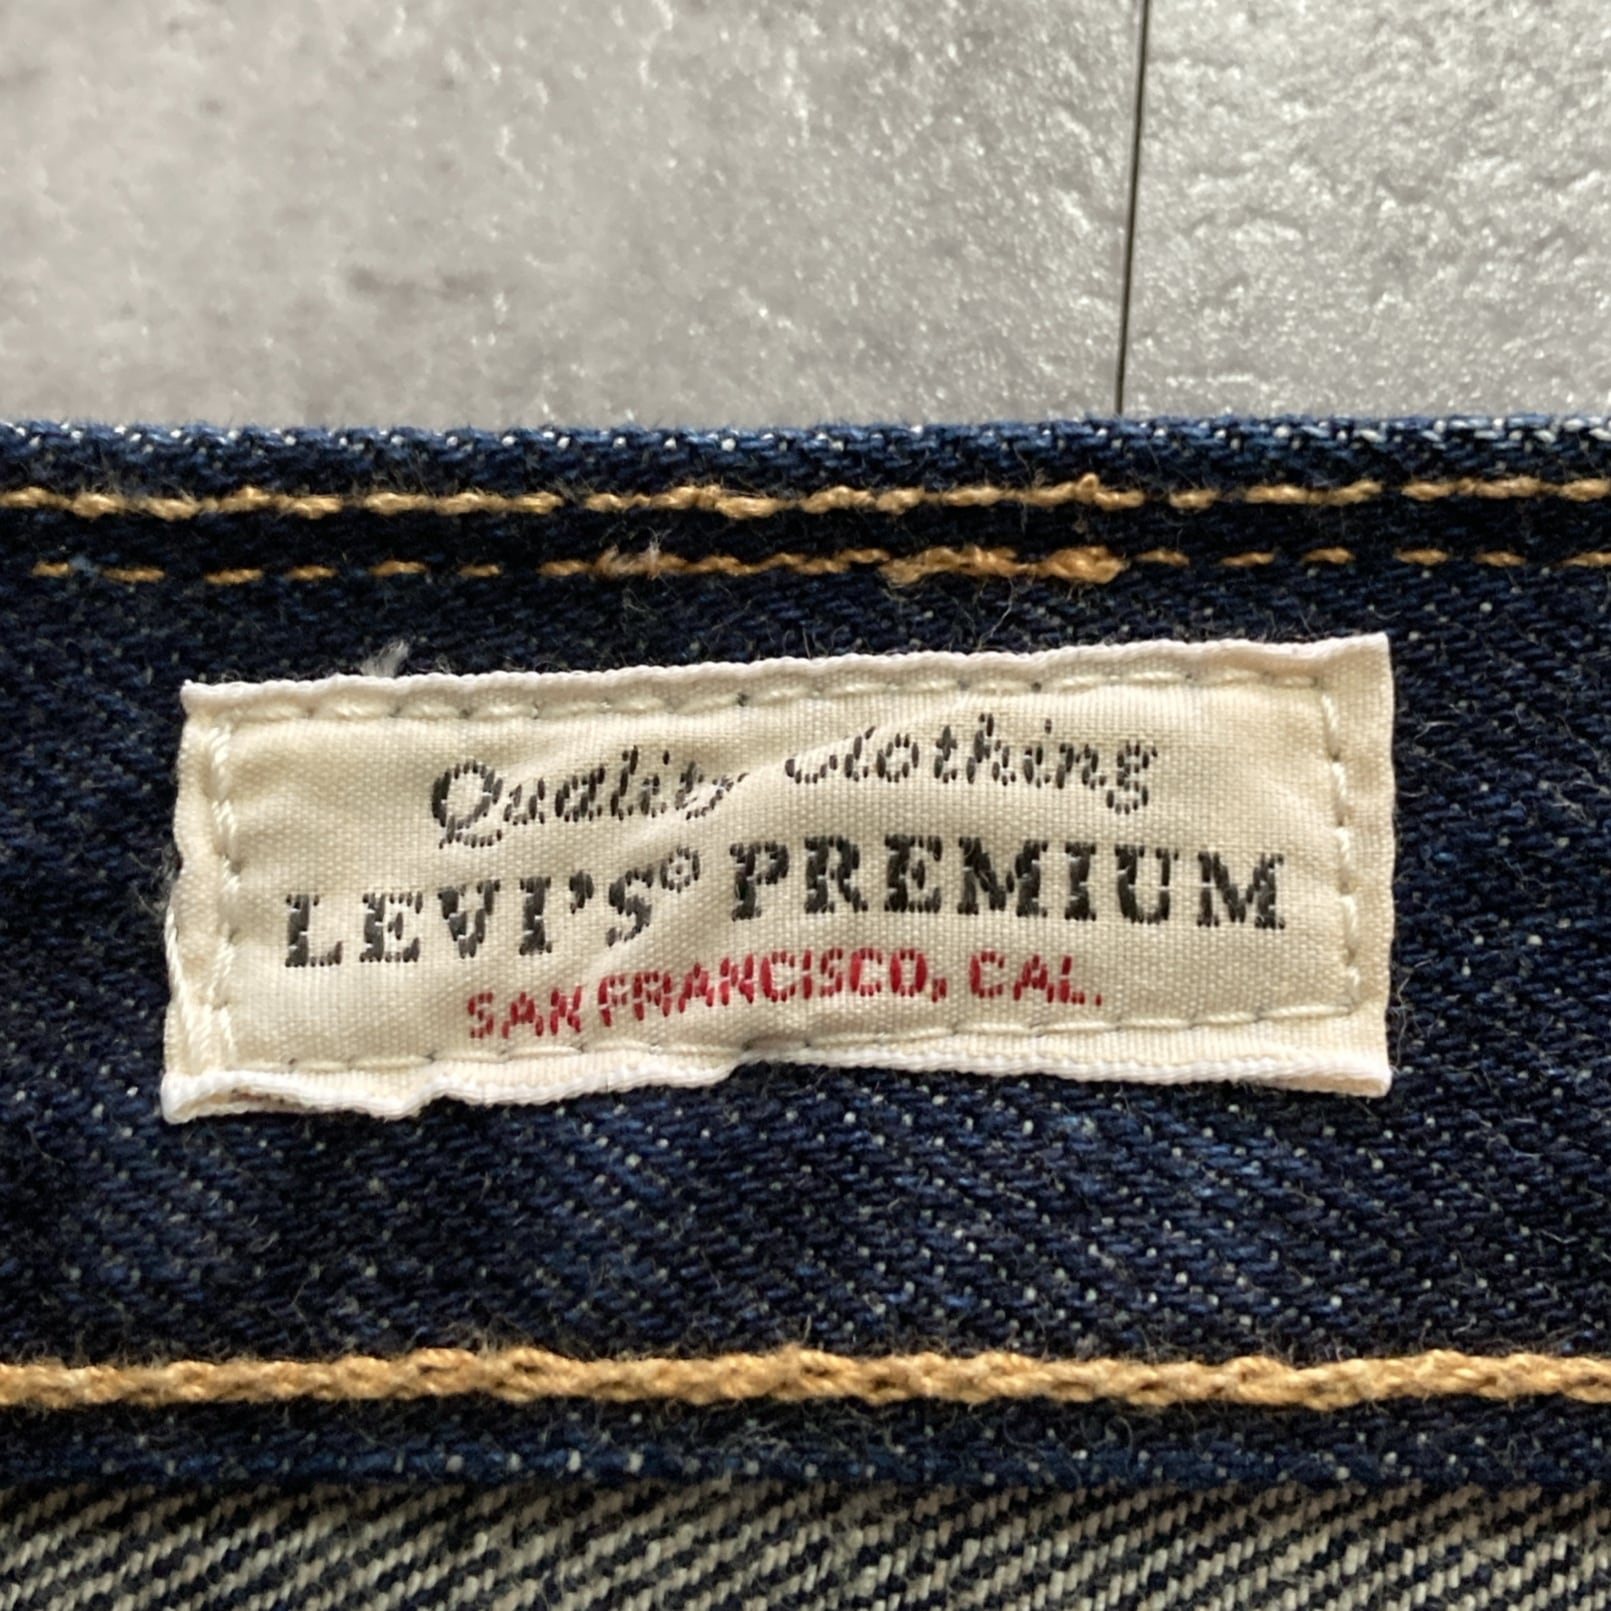 Quality Clothing
LEVI'S® PREMIUM
SAN FRANCISCO, CAL.